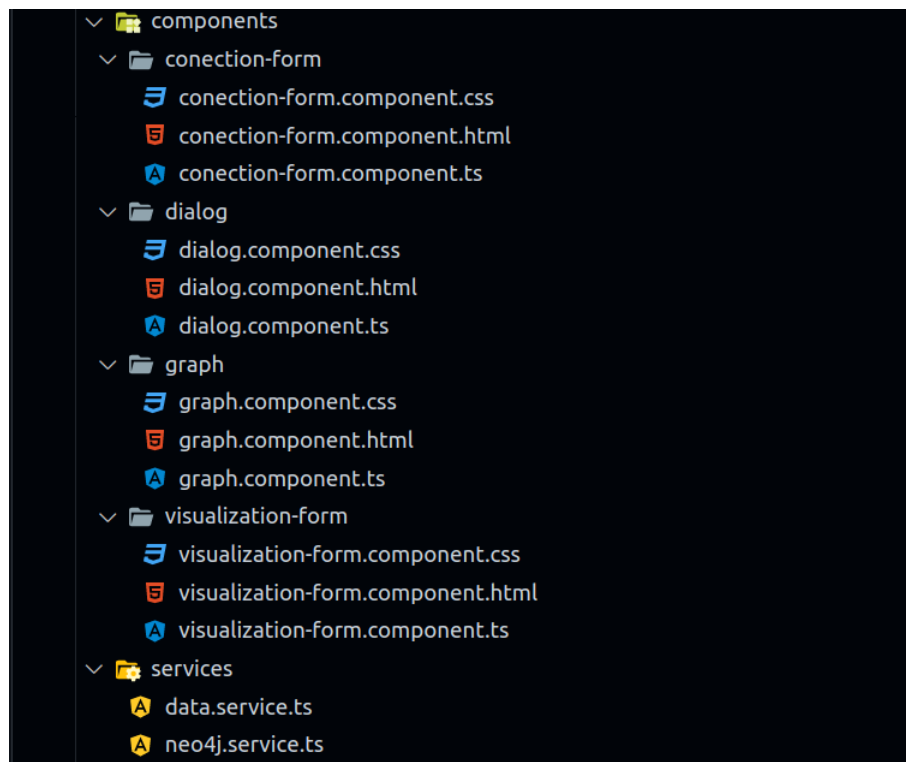 components
conection-form
conection-form.component.css
conection-form.component.html
conection-form.component.ts
dialog
dialog.component.css
dialog.component.html
dialog.component.ts
graph
graph.component.css
graph.component.html
graph.component.ts
visualization-form
visualization-form.component.css
visualization-form.component.html
visualization-form.component.ts
services
data.service.ts
neo4j.service.ts